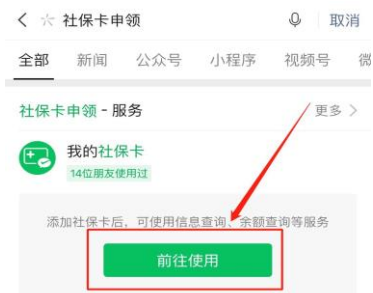 社保卡申领 取消
全部 新闻 公众号 小程序 视频号 微
社保卡申领 - 服务 更多
我的社保卡
14位朋友使用过
添加社保卡后，可使用信息查询、余额查询等服务
前往使用